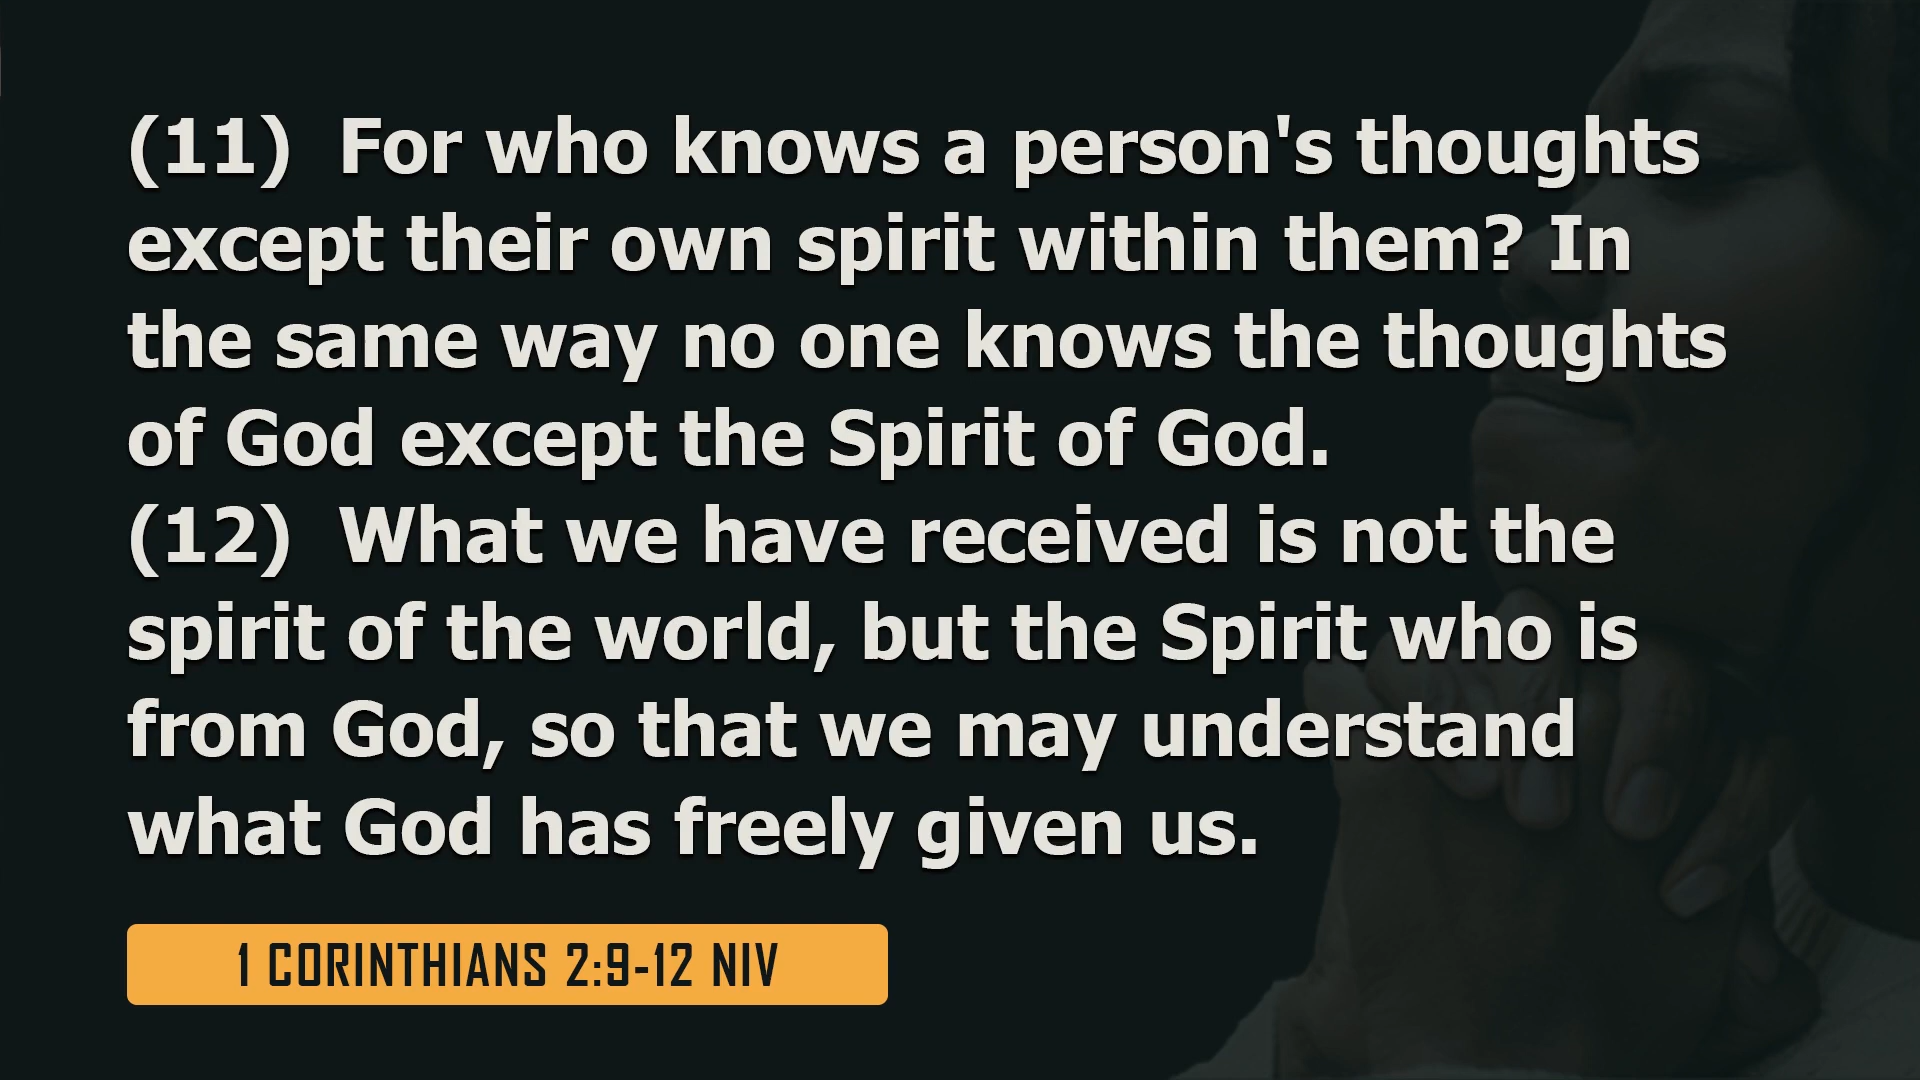 (11)  For who knows a person's thoughts
except their own spirit within them? In
the same way no one knows the thoughts
of God except the Spirit of God.
(12)  What we have received is not the
spirit of the world, but the Spirit who is
from God, so that we may understand
what God has freely given us.
1 CORINTHIANS 2:9-12 NIV